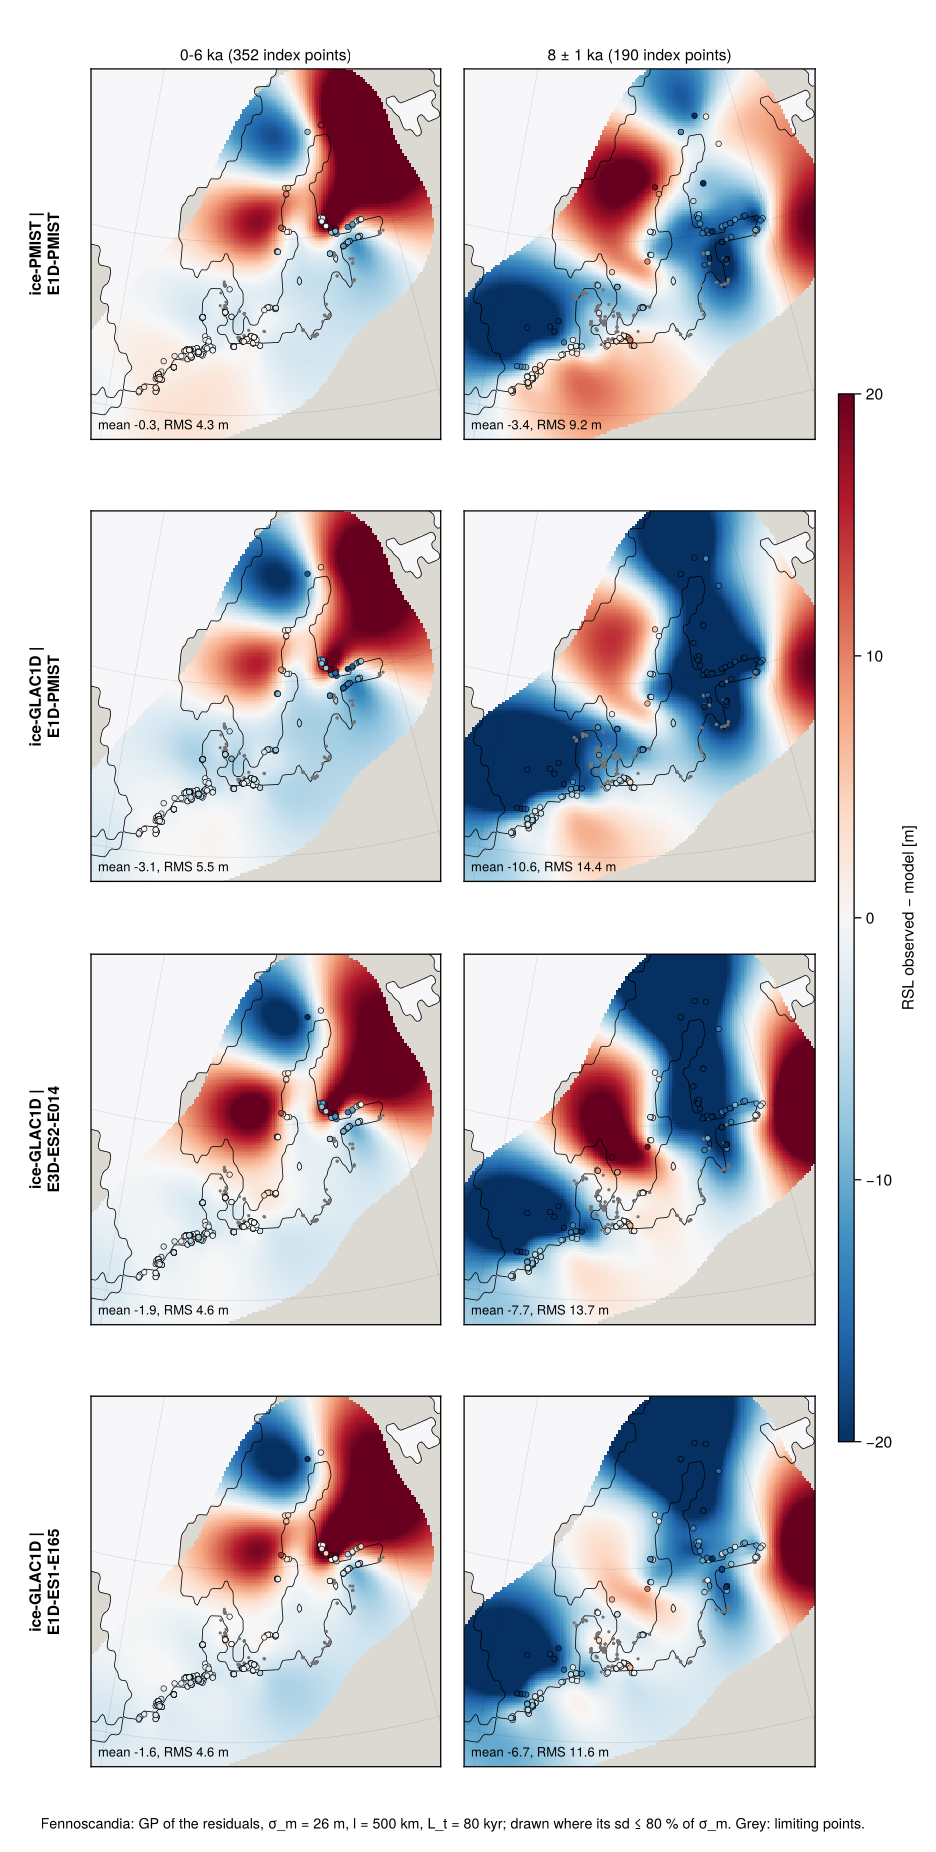 0-6 ka (352 index points)
8 ± 1 ka (190 index points)
ice-PMIST |
E1D-PMIST
mean -0.3, RMS 4.3 m
mean -3.4, RMS 9.2 m
ice-GLAC1D |
E1D-PMIST
mean -3.1, RMS 5.5 m
mean -10.6, RMS 14.4 m
ice-GLAC1D |
E3D-ES2-E014
mean -1.9, RMS 4.6 m
mean -7.7, RMS 13.7 m
ice-GLAC1D |
E1D-ES1-E165
mean -1.6, RMS 4.6 m
mean -6.7, RMS 11.6 m
20
10
0
−10
−20
RSL observed − model [m]
Fennoscandia: GP of the residuals, σ_m = 26 m, l = 500 km, L_t = 80 kyr; drawn where its sd ≤ 80 % of σ_m. Grey: limiting points.